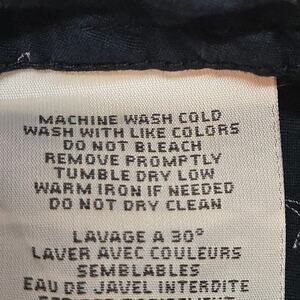 MACHINE WASH COLD
WASH WITH LIKE COLORS
DO NOT BLEACH
REMOVE PROMPTLY
TUMBLE DRY LOW
WARM IRON IF NEEDED
DO NOT DRY CLEAN
LAVAGE A 30°
LAVER AVEC COULEURS
SEMBLABLES
EAU DE JAVEL INTERDITE